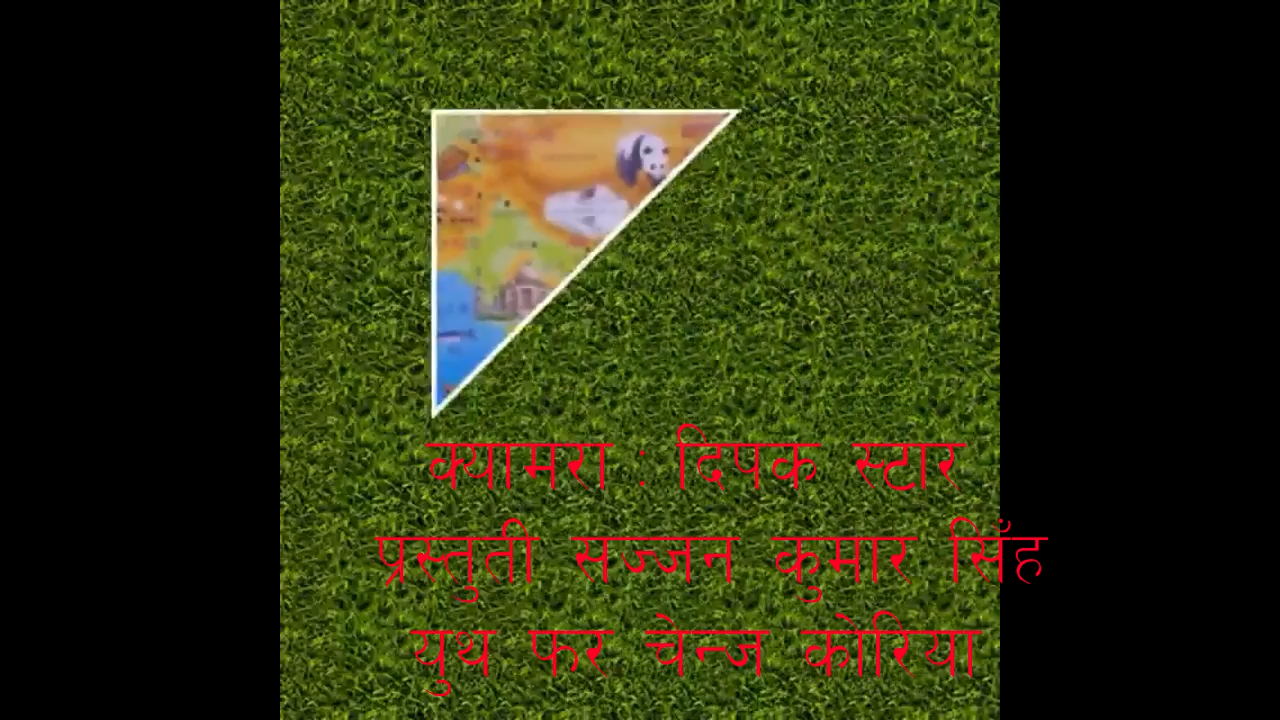 क्यामरा : दिपक स्टार
प्रस्तुती सज्जन कुमार सिँह
युथ फर चेन्ज कोरिया